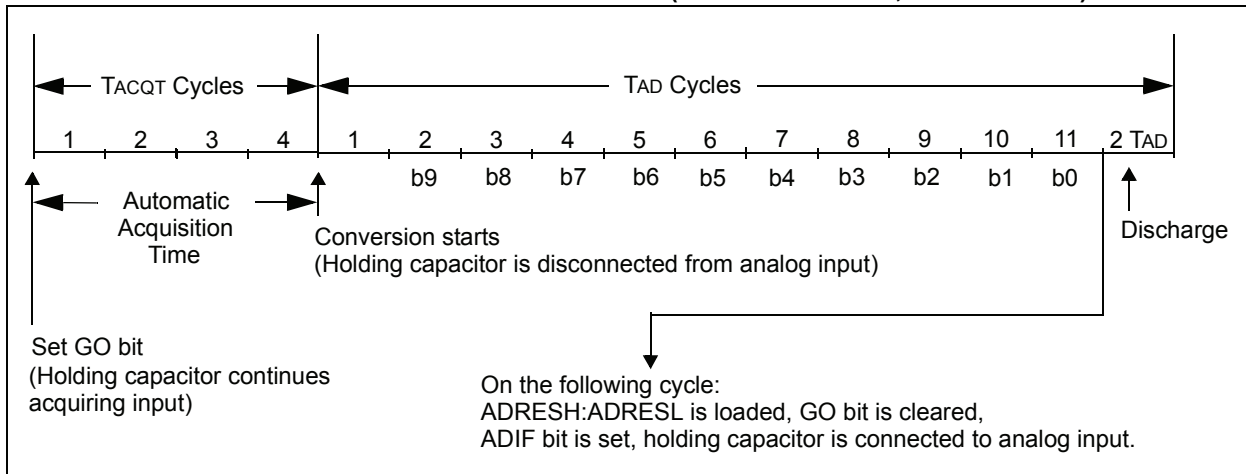 TACQT Cycles
TAD Cycles
1 2 3 4 1 2 3 4 5 6 7 8 9 10 11 2 TAD
b9 b8 b7 b6 b5 b4 b3 b2 b1 b0
Automatic
Acquisition
Time
Conversion starts
(Holding capacitor is disconnected from analog input)
Discharge
Set GO bit
(Holding capacitor continues
acquiring input)
On the following cycle:
ADRESH:ADRESL is loaded, GO bit is cleared,
ADIF bit is set, holding capacitor is connected to analog input.